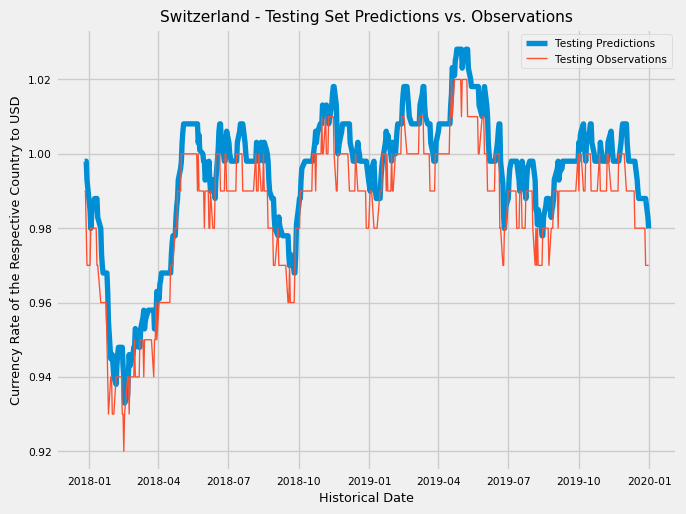 Switzerland - Testing Set Predictions vs. Observations
Testing Predictions
Testing Observations
Currency Rate of the Respective Country to USD
1.02
1.00
0.98
0.96
0.94
0.92
2018-01 2018-04 2018-07 2018-10 2019-01 2019-04 2019-07 2019-10 2020-01
Historical Date